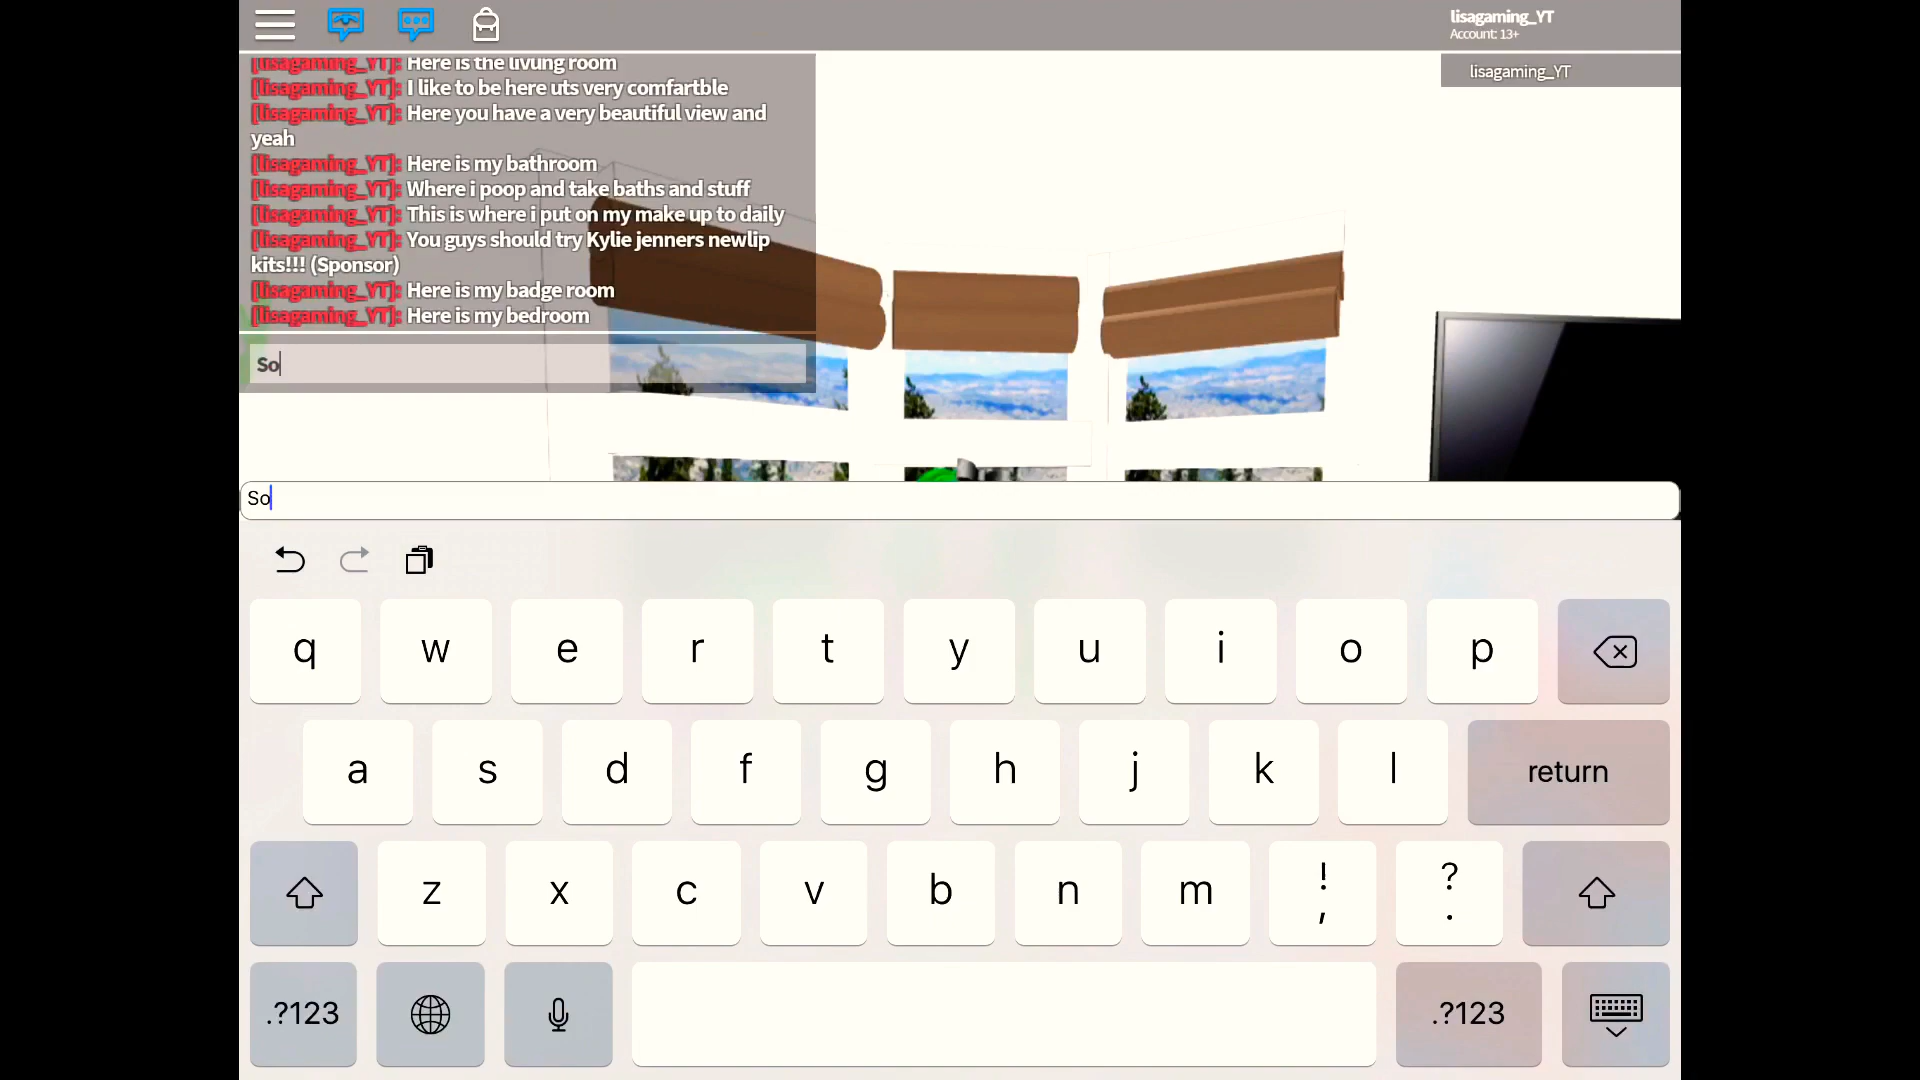 lisagaming_YT
Account: 13+
lisagaming_YT
[lisagaming_YT]: Here is the livung room
[lisagaming_YT]: I like to be here uts very comfartble
[lisagaming_YT]: Here you have a very beautiful view and
yeah
[lisagaming_YT]: Here is my bathroom
[lisagaming_YT]: Where i poop and take baths and stuff
[lisagaming_YT]: This is where i put on my make up to daily
[lisagaming_YT]: You guys should try Kylie jenners newlip
kits!!! (Sponsor)
[lisagaming_YT]: Here is my badge room
[lisagaming_YT]: Here is my bedroom
So
So
q w e r t y u i o p
a s d f g h j k l return
z x c v b n m ! , ? .
.?123 .?123